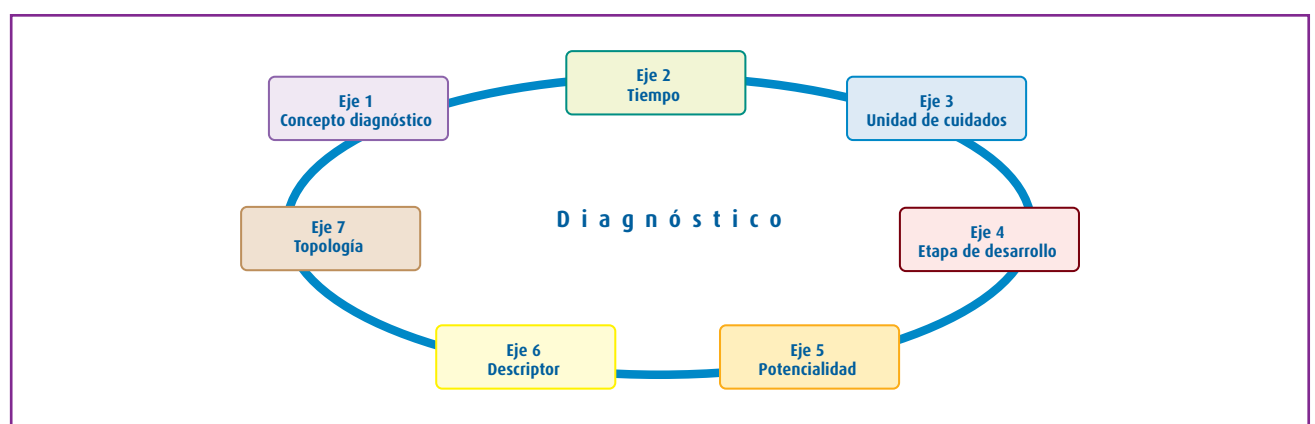 Eje 1
Concepto diagnóstico
Eje 2
Tiempo
Eje 3
Unidad de cuidados
Eje 7
Topología
Diagnóstico
Eje 4
Etapa de desarrollo
Eje 6
Descriptor
Eje 5
Potencialidad